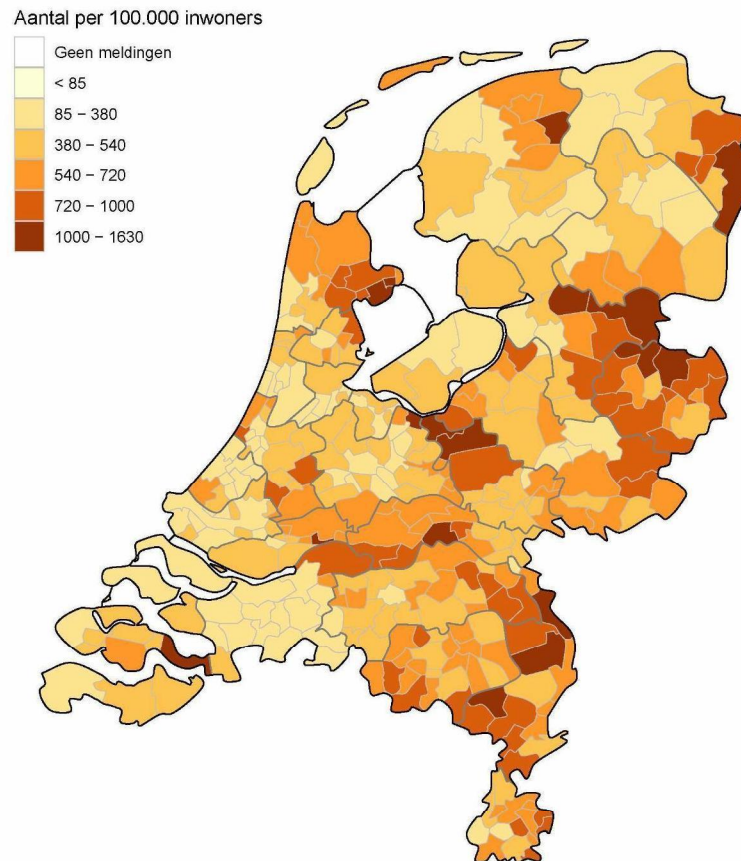 Aantal per 100.000 inwoners
Geen meldingen
< 85
85 – 380
380 – 540
540 – 720
720 – 1000
1000 – 1630